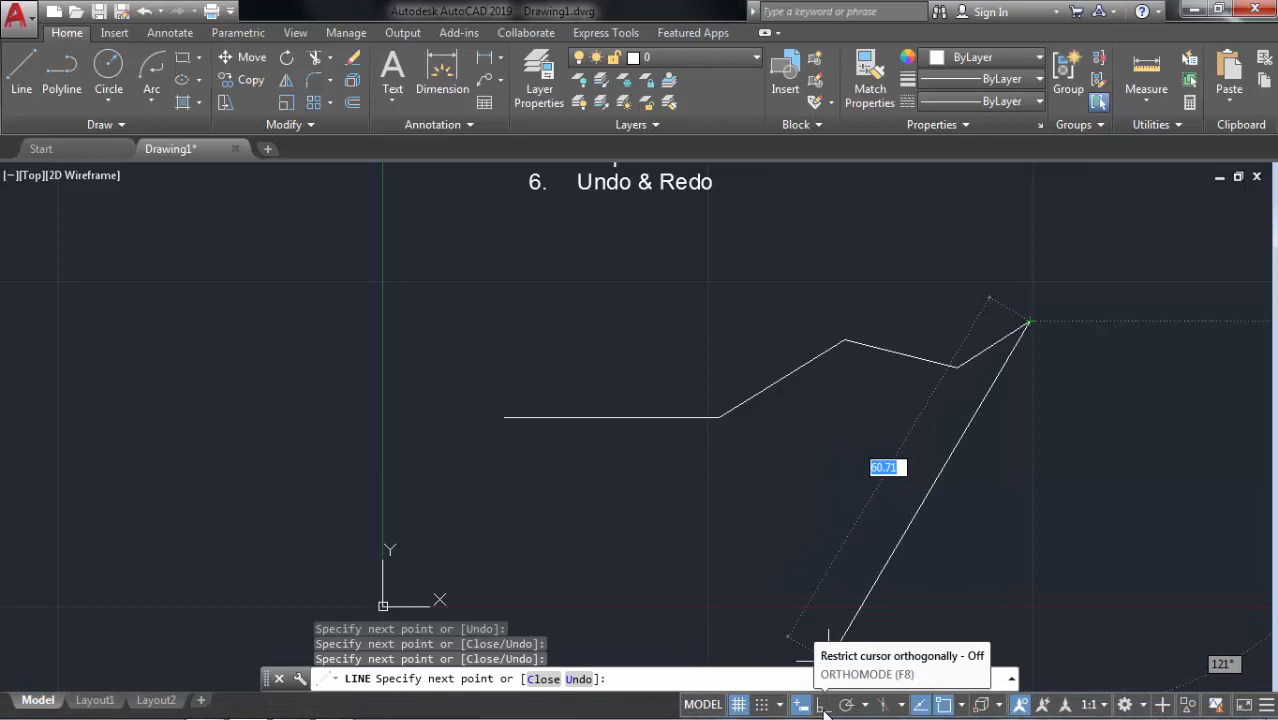 A Autodesk AutoCAD 2019 Drawing1.dwg Type a keyword or phrase Sign In
Home Insert Annotate Parametric View Manage Output Add-ins Collaborate Express Tools Featured Apps
Line Polyline Circle Arc Move Copy Text Dimension Layer Properties 0 Insert Match Properties ByLayer ByLayer ByLayer Group Measure Paste
Draw Modify Annotation Layers Block Properties Groups Utilities Clipboard
Start Drawing1*
[−][Top][2D Wireframe]
6. Undo & Redo
60.71
Y
X
Specify next point or [Undo]:
Specify next point or [Close/Undo]:
Specify next point or [Close/Undo]:
LINE Specify next point or [Close Undo]:
Restrict cursor orthogonally - Off
ORTHOMODE (F8)
121°
Model Layout1 Layout2 MODEL 1:1